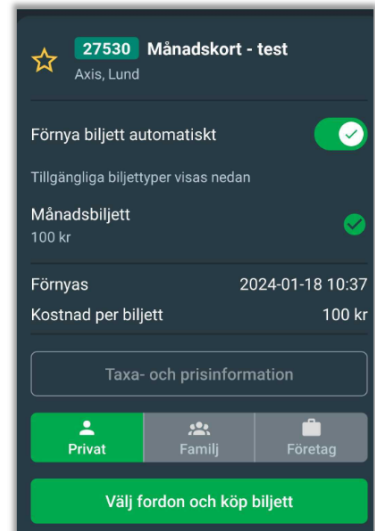 27530 Månadskort - test
Axis, Lund
Förnya biljett automatiskt
Tillgängliga biljettyper visas nedan
Månadsbiljett
100 kr
Förnyas 2024-01-18 10:37
Kostnad per biljett 100 kr
Taxa- och prisinformation
Privat Familj Företag
Välj fordon och köp biljett